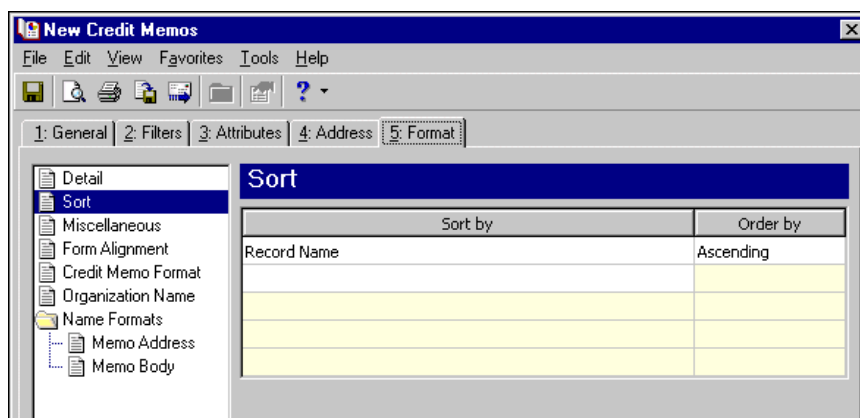 New Credit Memos
File Edit View Favorites Tools Help
1: General 2: Filters 3: Attributes 4: Address 5: Format
Detail
Sort
Miscellaneous
Form Alignment
Credit Memo Format
Organization Name
Name Formats
Memo Address
Memo Body
Sort
Sort by Order by
Record Name Ascending